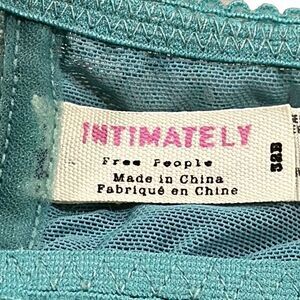 INTIMATELY
Free People
Made in China
Fabriqué en Chine
32B